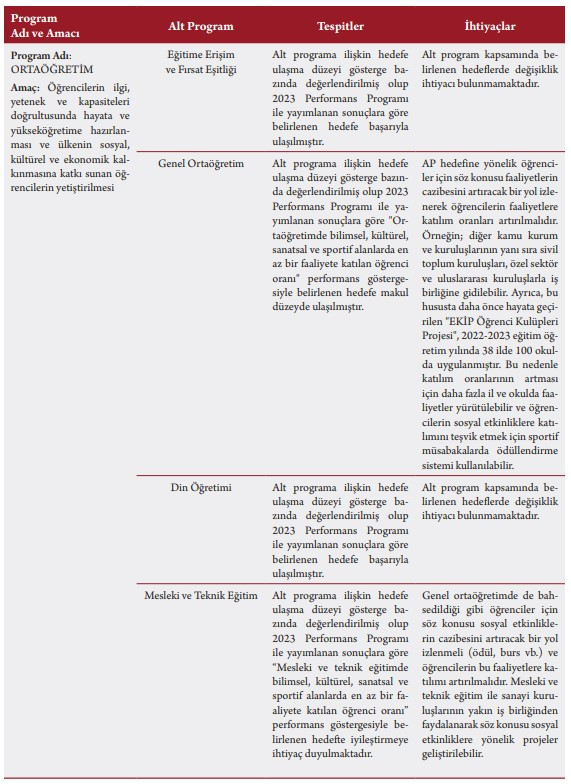 Program
Adı ve Amacı
Alt Program
Tespitler
İhtiyaçlar
Program Adı:
ORTAÖĞRETİM
Amaç: Öğrencilerin ilgi,
yetenek ve kapasiteleri
doğrultusunda hayata ve
yükseköğretime hazırlan-
ması ve ülkenin sosyal,
kültürel ve ekonomik kal-
kınmasına katkı sunan öğ-
rencilerin yetiştirilmesi
Eğitime Erişim
ve Fırsat Eşitliği
Alt programa ilişkin hedefe
ulaşma düzeyi gösterge ba-
zında değerlendirilmiş olup
2023 Performans Programı
ile yayımlanan sonuçlara göre
belirlenen hedefe başarıyla
ulaşılmıştır.
Alt program kapsamında be-
lirlenen hedeflerde değişiklik
ihtiyacı bulunmamaktadır.
Genel Ortaöğretim
Alt programa ilişkin hedefe
ulaşma düzeyi gösterge bazın-
da değerlendirilmiş olup 2023
Performans Programı ile ya-
yımlanan sonuçlara göre "Or-
taöğretimde bilimsel, kültürel,
sanatsal ve sportif alanlarda en
az bir faaliyete katılan öğrenci
oranı" performans gösterge-
siyle belirlenen hedefe makul
düzeyde ulaşılmıştır.
AP hedefine yönelik öğrenci-
ler için söz konusu faaliyetlerin
cazibesini artıracak bir yol izle-
nerek öğrencilerin faaliyetlere
katılım oranları artırılmalıdır.
Örneğin; diğer kamu kurum
ve kuruluşlarının yanı sıra sivil
toplum kuruluşları, özel sektör
ve uluslararası kuruluşlarla iş
birliğine gidilebilir. Ayrıca, bu
hususta daha önce hayata geçi-
rilen "EKİP Öğrenci Kulüpleri
Projesi", 2022-2023 eğitim öğ-
retim yılında 38 ilde 100 okul-
da uygulanmıştır. Bu nedenle
katılım oranlarının artması
için daha fazla il ve okulda faa-
liyetler yürütülebilir ve öğren-
cilerin sosyal etkinliklere katı-
lımını teşvik etmek için sportif
müsabakalarda ödüllendirme
sistemi kullanılabilir.
Din Öğretimi
Alt programa ilişkin hedefe
ulaşma düzeyi gösterge ba-
zında değerlendirilmiş olup
2023 Performans Programı
ile yayımlanan sonuçlara göre
belirlenen hedefe başarıyla
ulaşılmıştır.
Alt program kapsamında be-
lirlenen hedeflerde değişiklik
ihtiyacı bulunmamaktadır.
Mesleki ve Teknik Eğitim
Alt programa ilişkin hedefe
ulaşma düzeyi gösterge ba-
zında değerlendirilmiş olup
2023 Performans Programı
ile yayımlanan sonuçlara göre
"Mesleki ve teknik eğitimde
bilimsel, kültürel, sanatsal ve
sportif alanlarda en az bir fa-
aliyete katılan öğrenci oranı"
performans göstergesiyle be-
lirlenen hedefte iyileştirmeye
ihtiyaç duyulmaktadır.
Genel ortaöğretimde de bah-
sedildiği gibi öğrenciler için
söz konusu sosyal etkinlikle-
rin cazibesini artıracak bir yol
izlenmeli (ödül, burs vb.) ve
öğrencilerin bu faaliyetlere ka-
tılımı artırılmalıdır. Mesleki ve
teknik eğitim ile sanayi kuru-
luşlarının yakın iş birliğinden
faydalanarak söz konusu sosyal
etkinliklere yönelik projeler
geliştirilebilir.